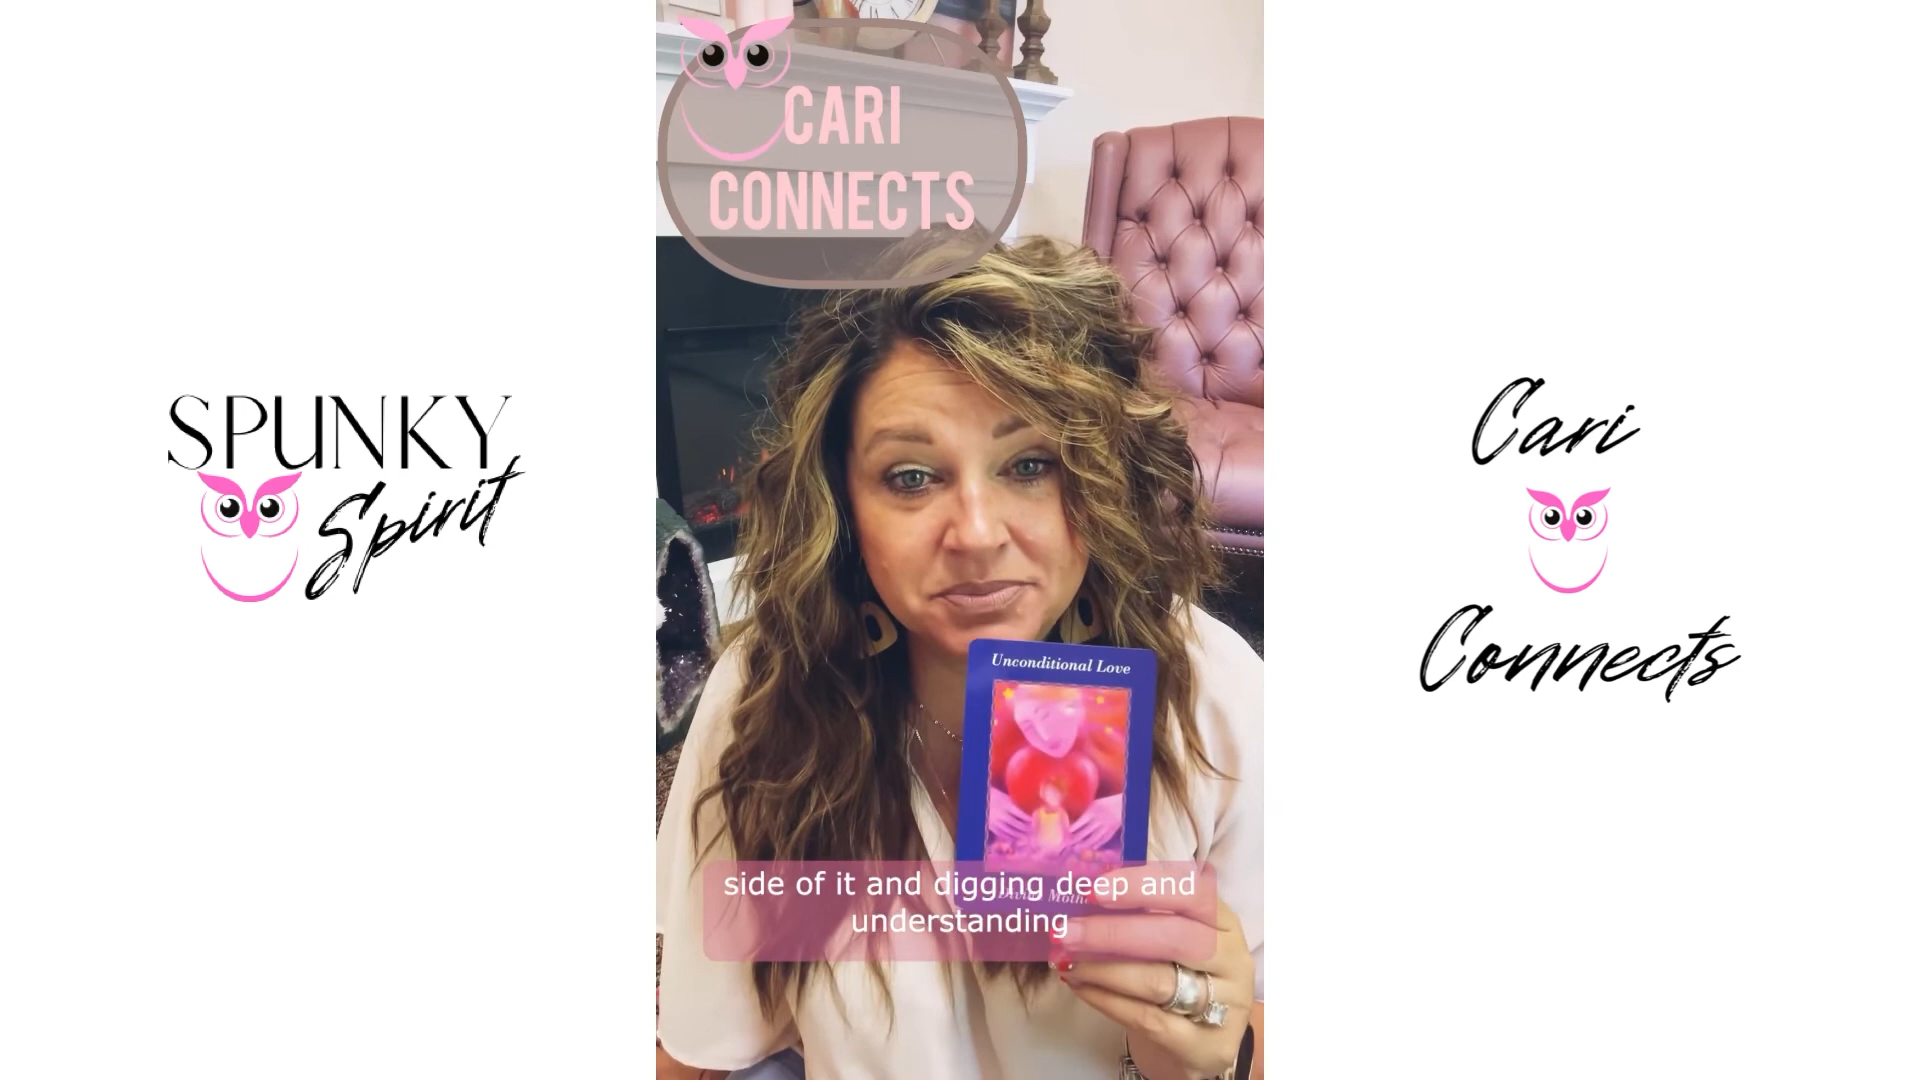 SPUNKY
Spirit
CARI
CONNECTS
Unconditional Love
side of it and digging deep and
understanding
Cari
Connects